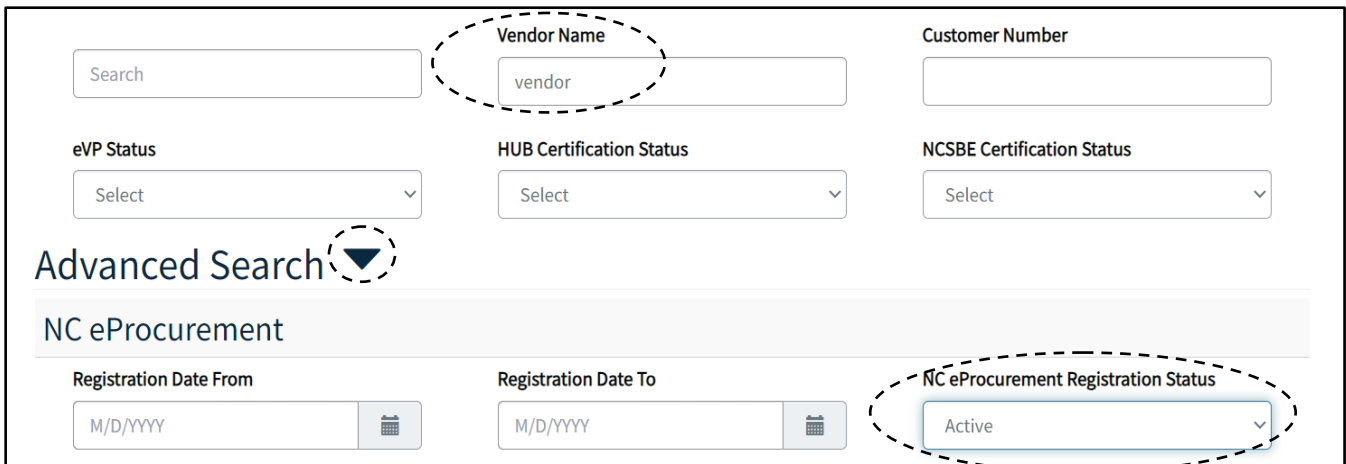 Vendor Name Customer Number
Search vendor
eVP Status HUB Certification Status NCSBE Certification Status
Select Select Select
Advanced Search
NC eProcurement
Registration Date From Registration Date To NC eProcurement Registration Status
M/D/YYYY M/D/YYYY Active